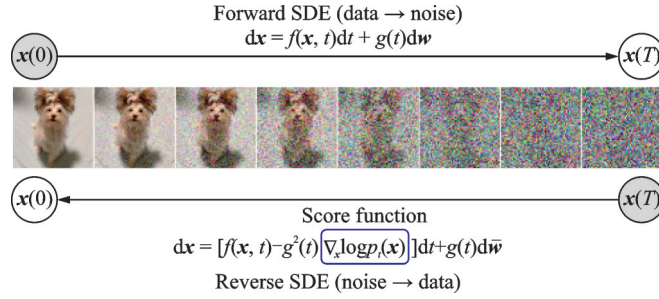 Forward SDE (data → noise)
dx = f(x, t)dt + g(t)dw
x(0) x(T)
x(0) x(T)
Score function
dx = [f(x, t)−g²(t) ∇ₓlogpₜ(x) ]dt+g(t)dw̄
Reverse SDE (noise → data)